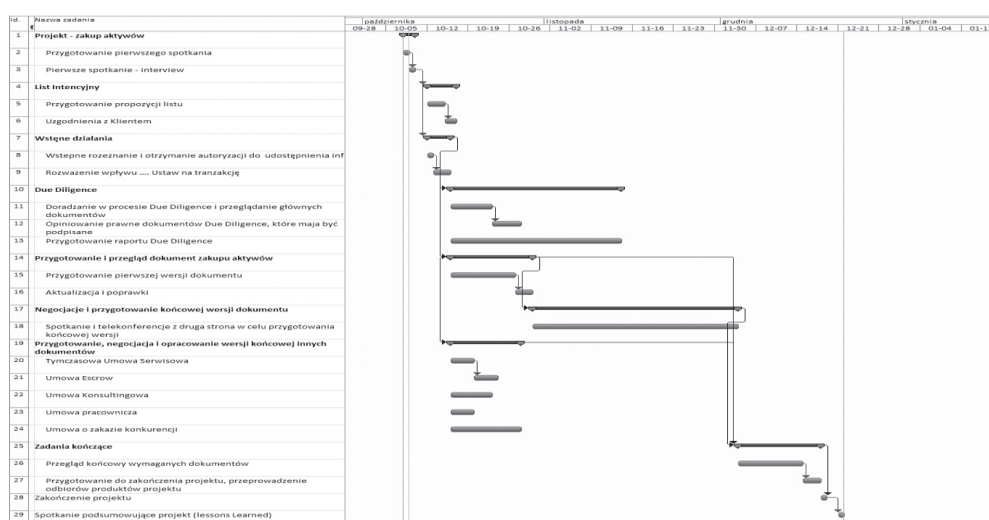 Id. Nazwa zadania
października listopada grudnia stycznia
09-28 10-05 10-12 10-19 10-26 11-02 11-09 11-16 11-23 11-30 12-07 12-14 12-21 12-28 01-04 01-1
1 Projekt - zakup aktywów
2 Przygotowanie pierwszego spotkania
3 Pierwsze spotkanie - interview
4 List Intencyjny
5 Przygotowanie propozycji listu
6 Uzgodnienia z Klientem
7 Wstęne działania
8 Wstepne rozeznanie i otrzymanie autoryzacji do udostępnienia inf
9 Rozwazenie wpływu .... Ustaw na tranzakcję
10 Due Diligence
11 Doradzanie w procesie Due Diligence i przeglądanie głównych
dokumentów
12 Opiniowanie prawne dokumentów Due Diligence, które maja być
podpisane
13 Przygotowanie raportu Due Diligence
14 Przygotowanie i przegląd dokument zakupu aktywów
15 Przygotowanie pierwszej wersji dokumentu
16 Aktualizacja i poprawki
17 Negocjacje i przygotowanie końcowej wersji dokumentu
18 Spotkanie i telekonferencje z druga strona w celu przygotowania
końcowej wersji
19 Przygotowanie, negocjacja i opracowanie wersji końcowej innych
dokumentów
20 Tymczasowa Umowa Serwisowa
21 Umowa Escrow
22 Umowa Konsultingowa
23 Umowa pracownicza
24 Umowa o zakazie konkurencji
25 Zadania kończące
26 Przegląd końcowy wymaganych dokumentów
27 Przygotowanie do zakończenia projektu, przeprowadzenie
odbiorów produktów projektu
28 Zakończenie projektu
29 Spotkanie podsumowujące projekt (lessons Learned)